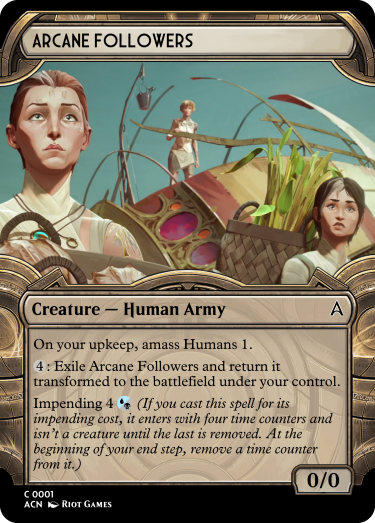 ARCANE FOLLOWERS
Creature — Human Army
On your upkeep, amass Humans 1.
4: Exile Arcane Followers and return it
transformed to the battlefield under your control.
Impending 4 (If you cast this spell for its
impending cost, it enters with four time counters and
isn't a creature until the last is removed. At the
beginning of your end step, remove a time counter
from it.)
0/0
C 0001
ACN RIOT GAMES